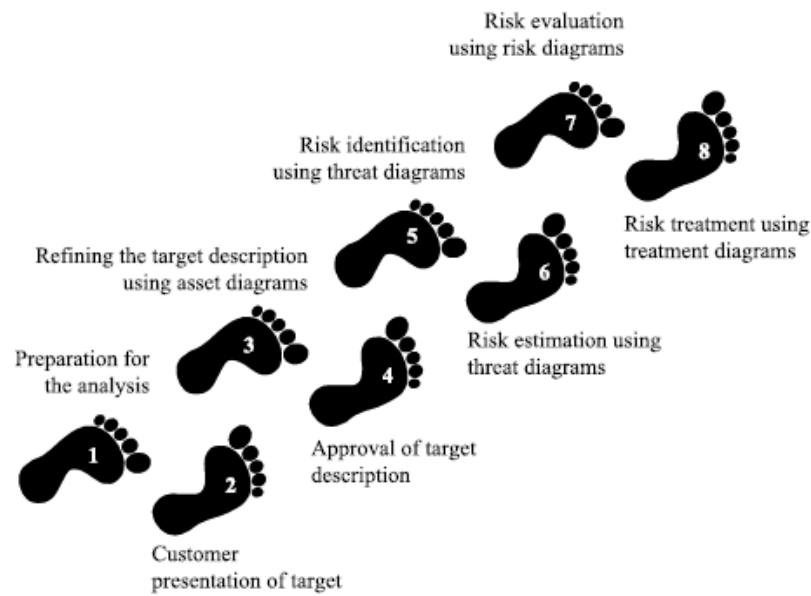 Risk evaluation
using risk diagrams
7
8
Risk identification
using threat diagrams
Risk treatment using
treatment diagrams
5
6
Refining the target description
using asset diagrams
Risk estimation using
threat diagrams
3
4
Preparation for
the analysis
Approval of target
description
1
2
Customer
presentation of target